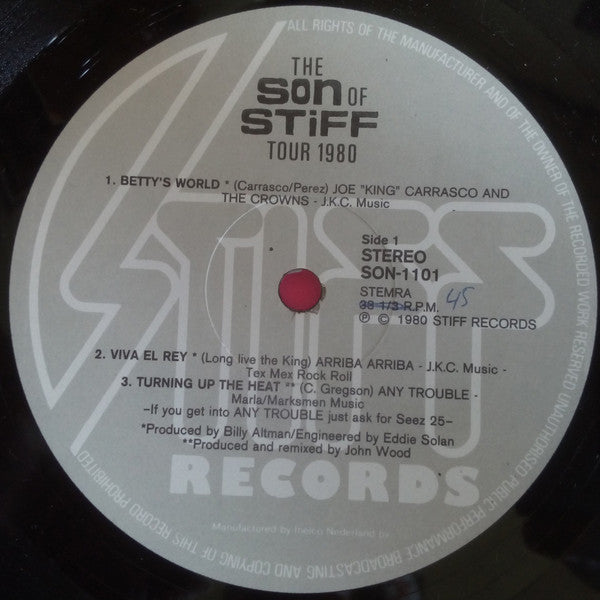 THE
SON OF
STIFF
TOUR 1980
1. BETTY'S WORLD * (Carrasco/Perez) JOE "KING" CARRASCO AND
THE CROWNS - J.K.C. Music
Side 1
STEREO
SON-1101
STEMRA
33 1/3 R.P.M. 45
℗ © 1980 STIFF RECORDS
2. VIVA EL REY * (Long live the King) ARRIBA ARRIBA - J.K.C. Music -
Tex Mex Rock Roll
3. TURNING UP THE HEAT ** (C. Gregson) ANY TROUBLE -
Marla/Marksmen Music
-If you get into ANY TROUBLE just ask for Seez 25-
*Produced by Billy Altman/Engineered by Eddie Solan
**Produced and remixed by John Wood
STIFF
RECORDS
Manufactured by Inelco Nederland bv
ALL RIGHTS OF THE MANUFACTURER AND OF THE OWNER OF THE RECORDED WORK RESERVED UNAUTHORISED PUBLIC PERFORMANCE BROADCASTING AND COPYING OF THIS RECORD PROHIBITED